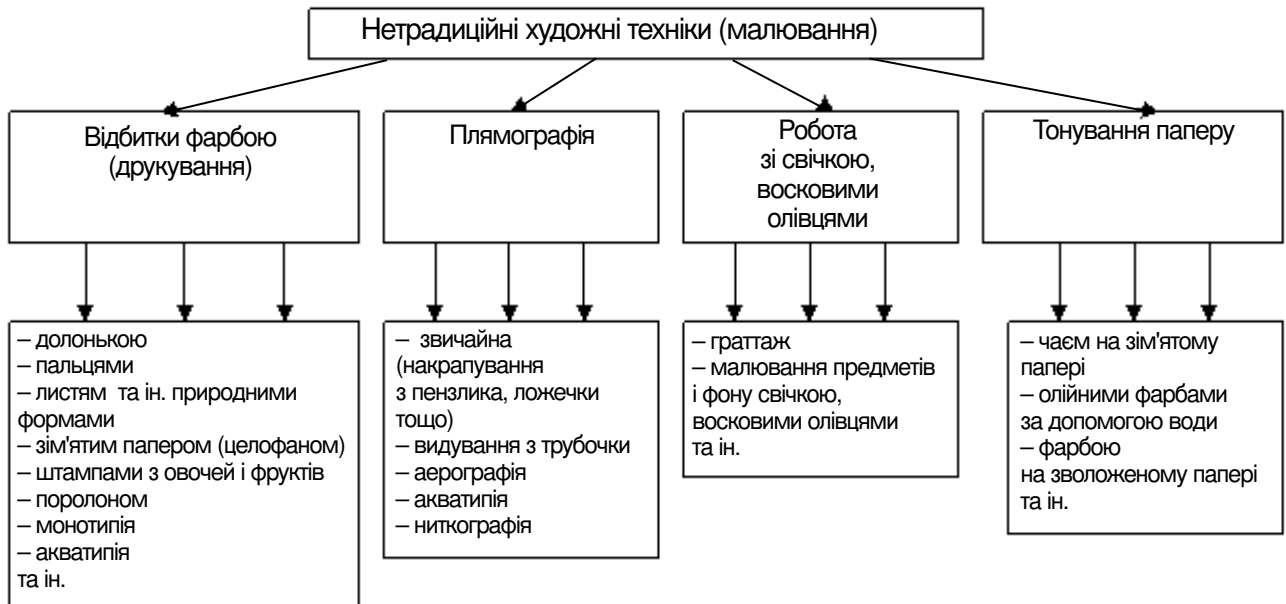 Нетрадиційні художні техніки (малювання)
Відбитки фарбою
(друкування)
Плямографія
Робота
зі свічкою,
восковими
олівцями
Тонування паперу
– долонькою
– пальцями
– листям та ін. природними
формами
– зім'ятим папером (целофаном)
– штампами з овочей і фруктів
– поролоном
– монотипія
– акватипія
та ін.
– звичайна
(накрапування
з пензлика, ложечки
тощо)
– видування з трубочки
– аерографія
– акватипія
– ниткографія
– граттаж
– малювання предметів
і фону свічкою,
восковими олівцями
та ін.
– чаєм на зім'ятому
папері
– олійними фарбами
за допомогою води
– фарбою
на зволоженому папері
та ін.